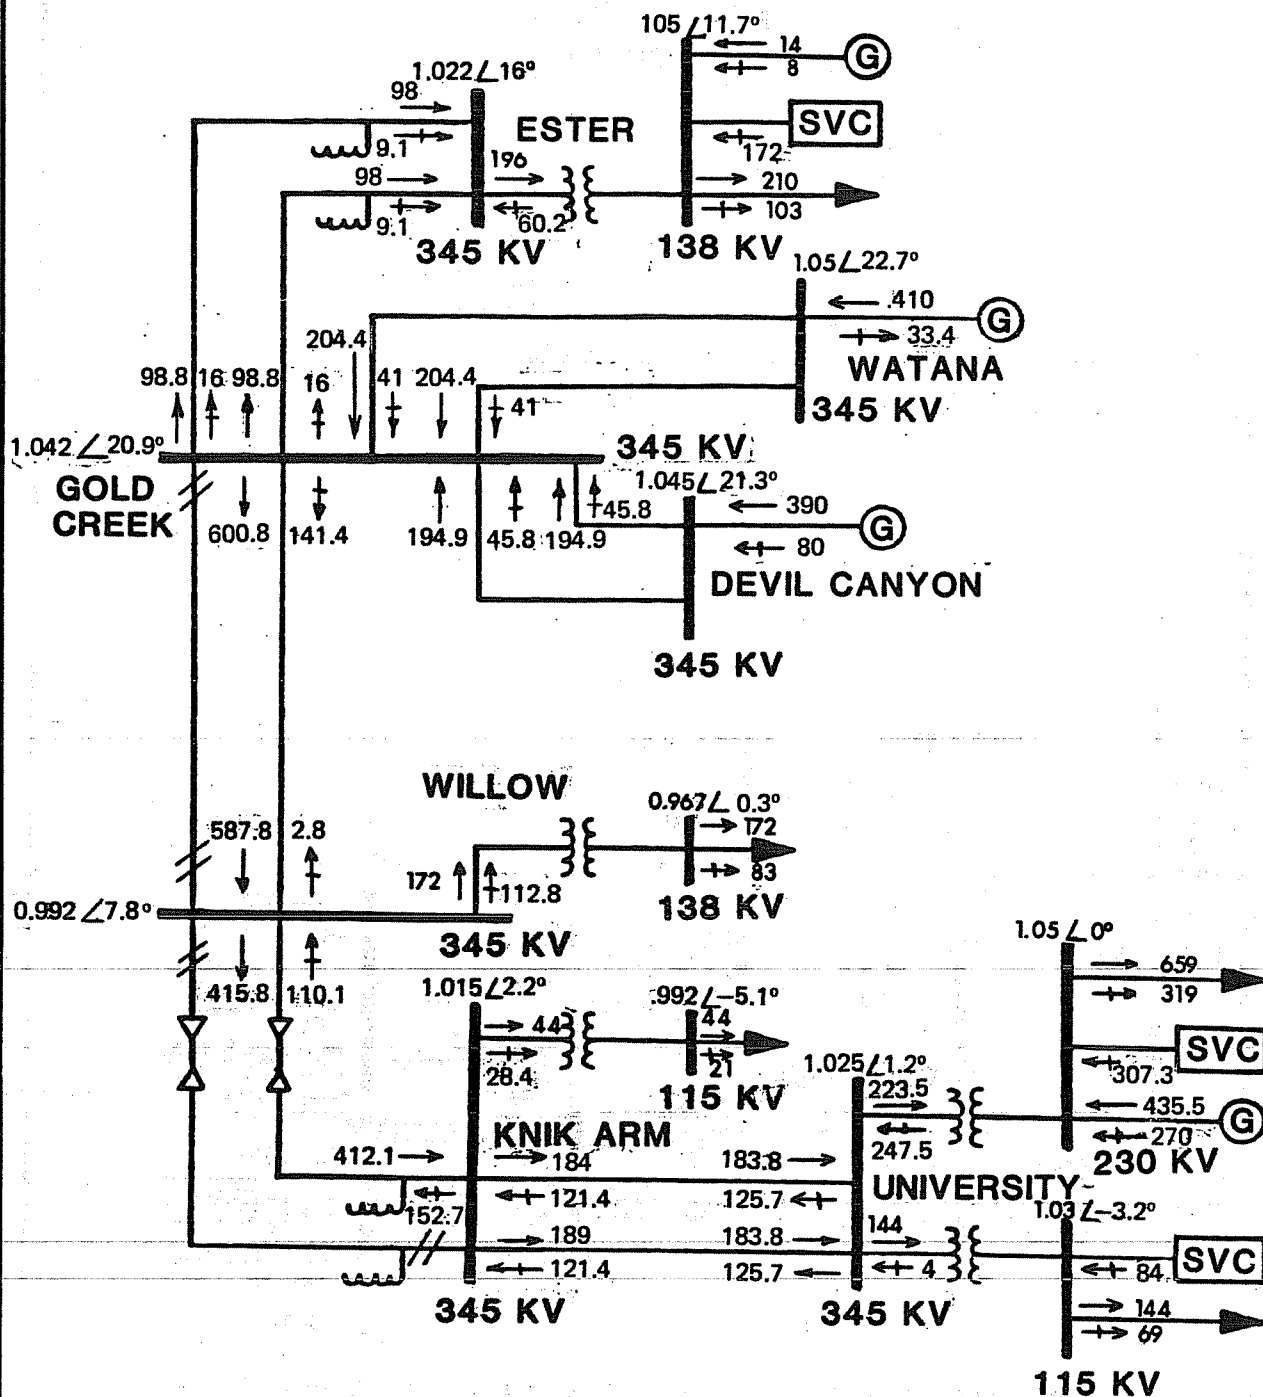 105∠11.7°
14
G
8
1.022∠16°
98
ESTER
SVC
9.1
172
196
98
210
9.1
60.2
103
345 KV
138 KV
1.05∠22.7°
.410
G
204.4
33.4
WATANA
98.8 16 98.8
16
41 204.4
41
345 KV
1.042∠20.9°
345 KV
GOLD
CREEK
1.045∠21.3°
45.8
390
G
600.8 141.4
194.9 45.8 194.9
80
DEVIL CANYON
345 KV
WILLOW
0.967∠0.3°
587.8 2.8
172
172
112.8
83
0.992∠7.8°
138 KV
345 KV
1.05∠0°
415.8 110.1
1.015∠2.2°
.992∠-5.1°
659
44
44
319
28.4
21
1.025∠1.2°
SVC
115 KV
307.3
223.5
435.5
G
KNIK ARM
247.5
270
230 KV
412.1
184
183.8
UNIVERSITY
121.4
125.7
152.7
1.03∠-3.2°
189
183.8
144
SVC
121.4
125.7
4
84
345 KV
345 KV
144
69
115 KV